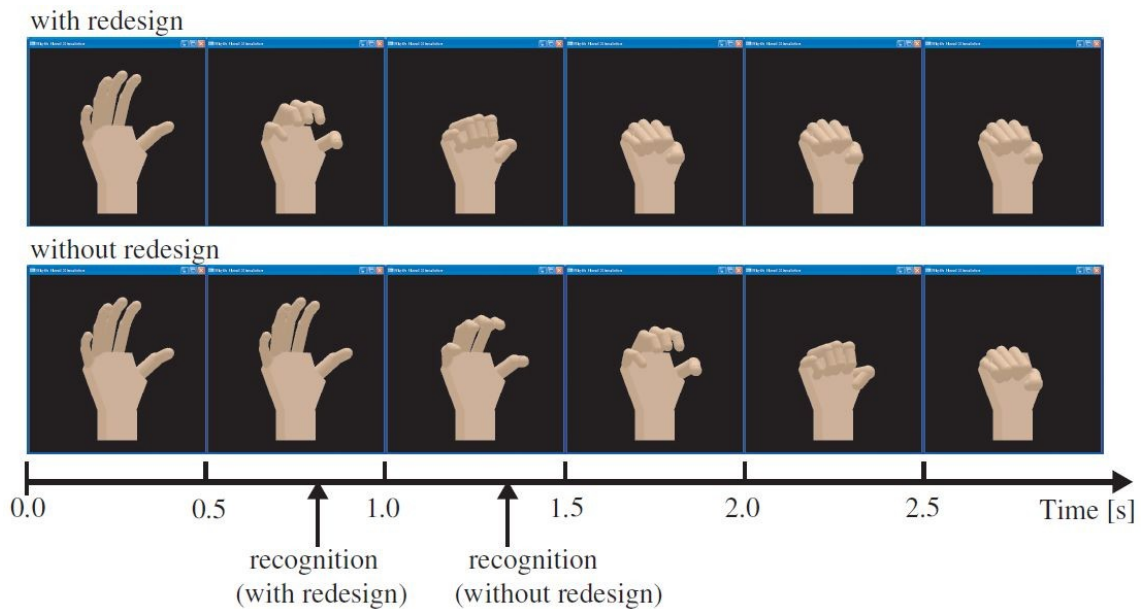 with redesign
without redesign
0.0 0.5 1.0 1.5 2.0 2.5 Time [s]
recognition recognition
(with redesign) (without redesign)